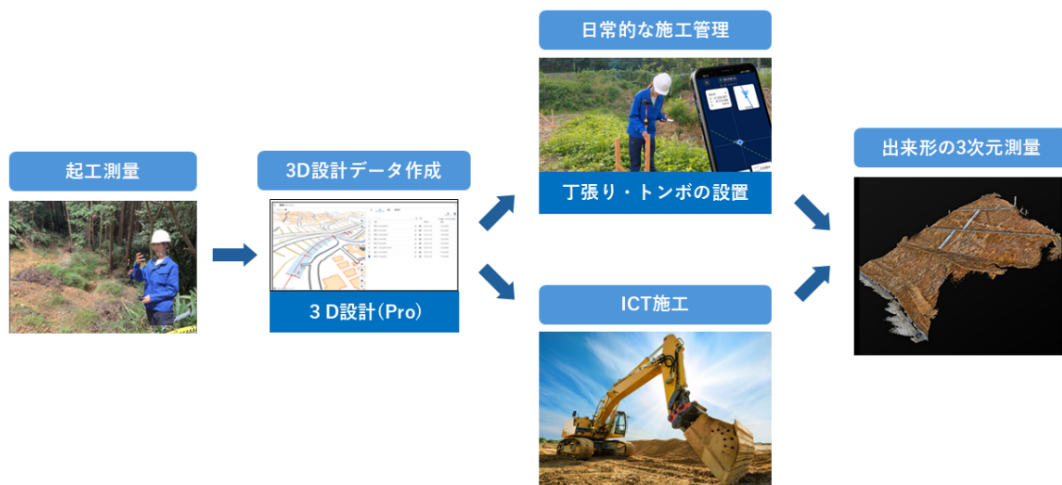 起工測量
3D設計データ作成
3D設計(Pro)
日常的な施工管理
丁張り・トンボの設置
ICT施工
出来形の3次元測量